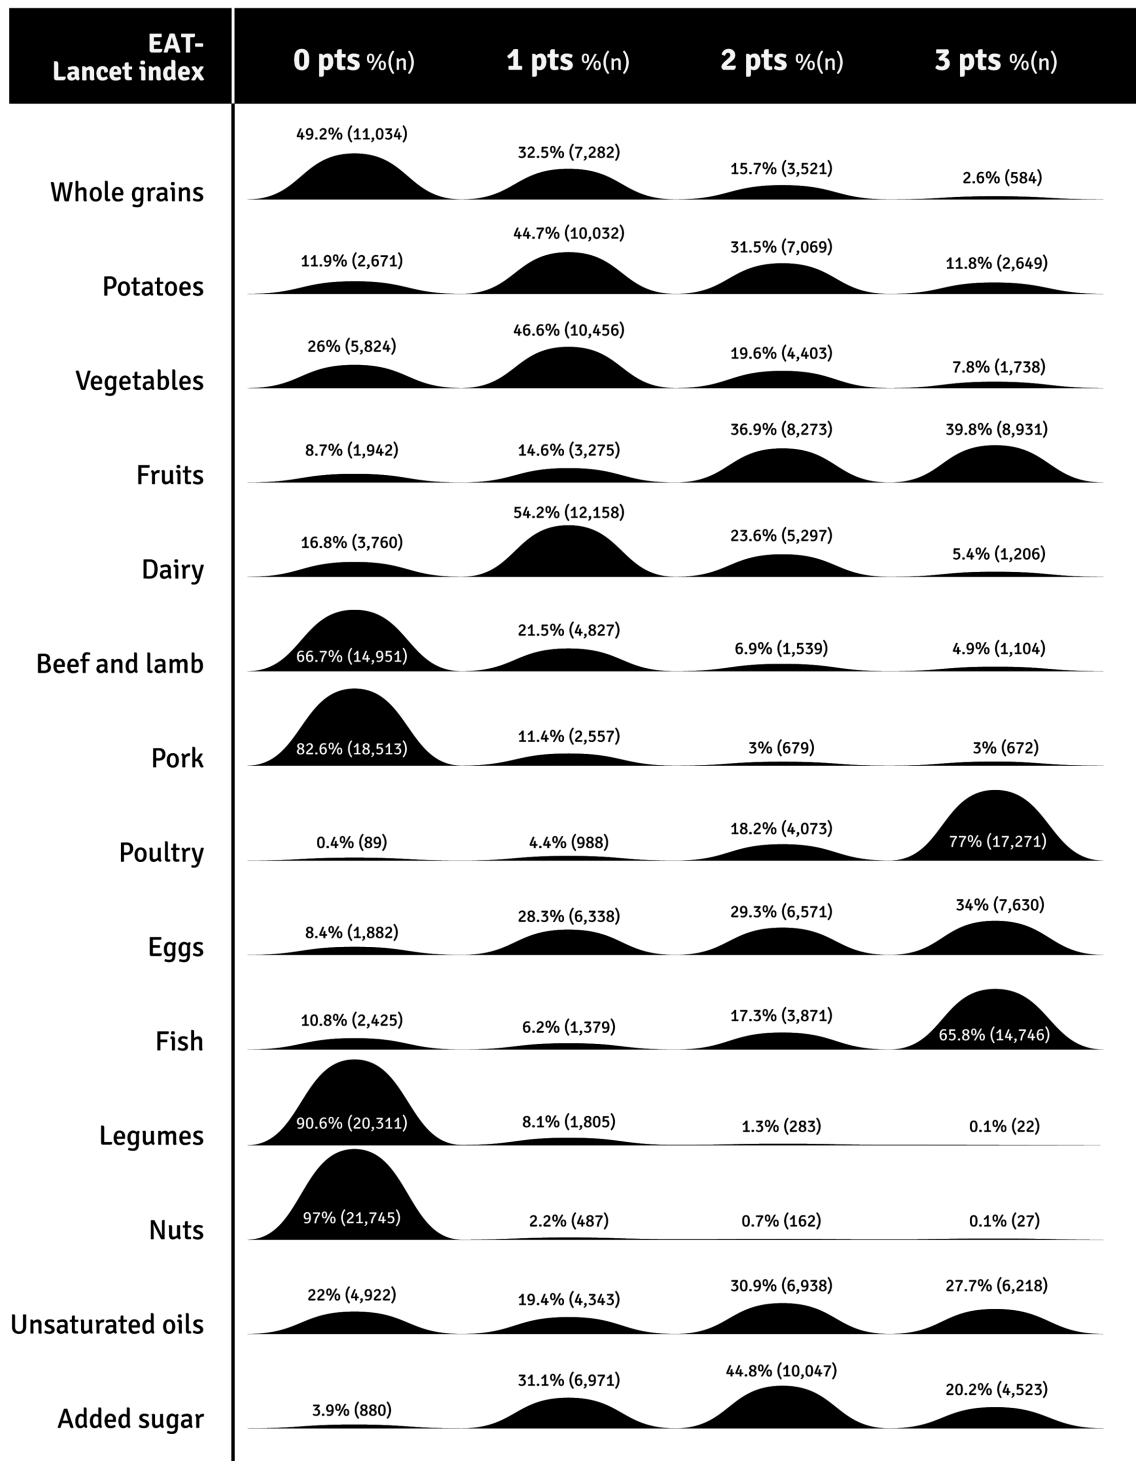 EAT-
Lancet index
0 pts %(n)
1 pts %(n)
2 pts %(n)
3 pts %(n)
Whole grains
49.2% (11,034)
32.5% (7,282)
15.7% (3,521)
2.6% (584)
Potatoes
11.9% (2,671)
44.7% (10,032)
31.5% (7,069)
11.8% (2,649)
Vegetables
26% (5,824)
46.6% (10,456)
19.6% (4,403)
7.8% (1,738)
Fruits
8.7% (1,942)
14.6% (3,275)
36.9% (8,273)
39.8% (8,931)
Dairy
16.8% (3,760)
54.2% (12,158)
23.6% (5,297)
5.4% (1,206)
Beef and lamb
66.7% (14,951)
21.5% (4,827)
6.9% (1,539)
4.9% (1,104)
Pork
82.6% (18,513)
11.4% (2,557)
3% (679)
3% (672)
Poultry
0.4% (89)
4.4% (988)
18.2% (4,073)
77% (17,271)
Eggs
8.4% (1,882)
28.3% (6,338)
29.3% (6,571)
34% (7,630)
Fish
10.8% (2,425)
6.2% (1,379)
17.3% (3,871)
65.8% (14,746)
Legumes
90.6% (20,311)
8.1% (1,805)
1.3% (283)
0.1% (22)
Nuts
97% (21,745)
2.2% (487)
0.7% (162)
0.1% (27)
Unsaturated oils
22% (4,922)
19.4% (4,343)
30.9% (6,938)
27.7% (6,218)
Added sugar
3.9% (880)
31.1% (6,971)
44.8% (10,047)
20.2% (4,523)